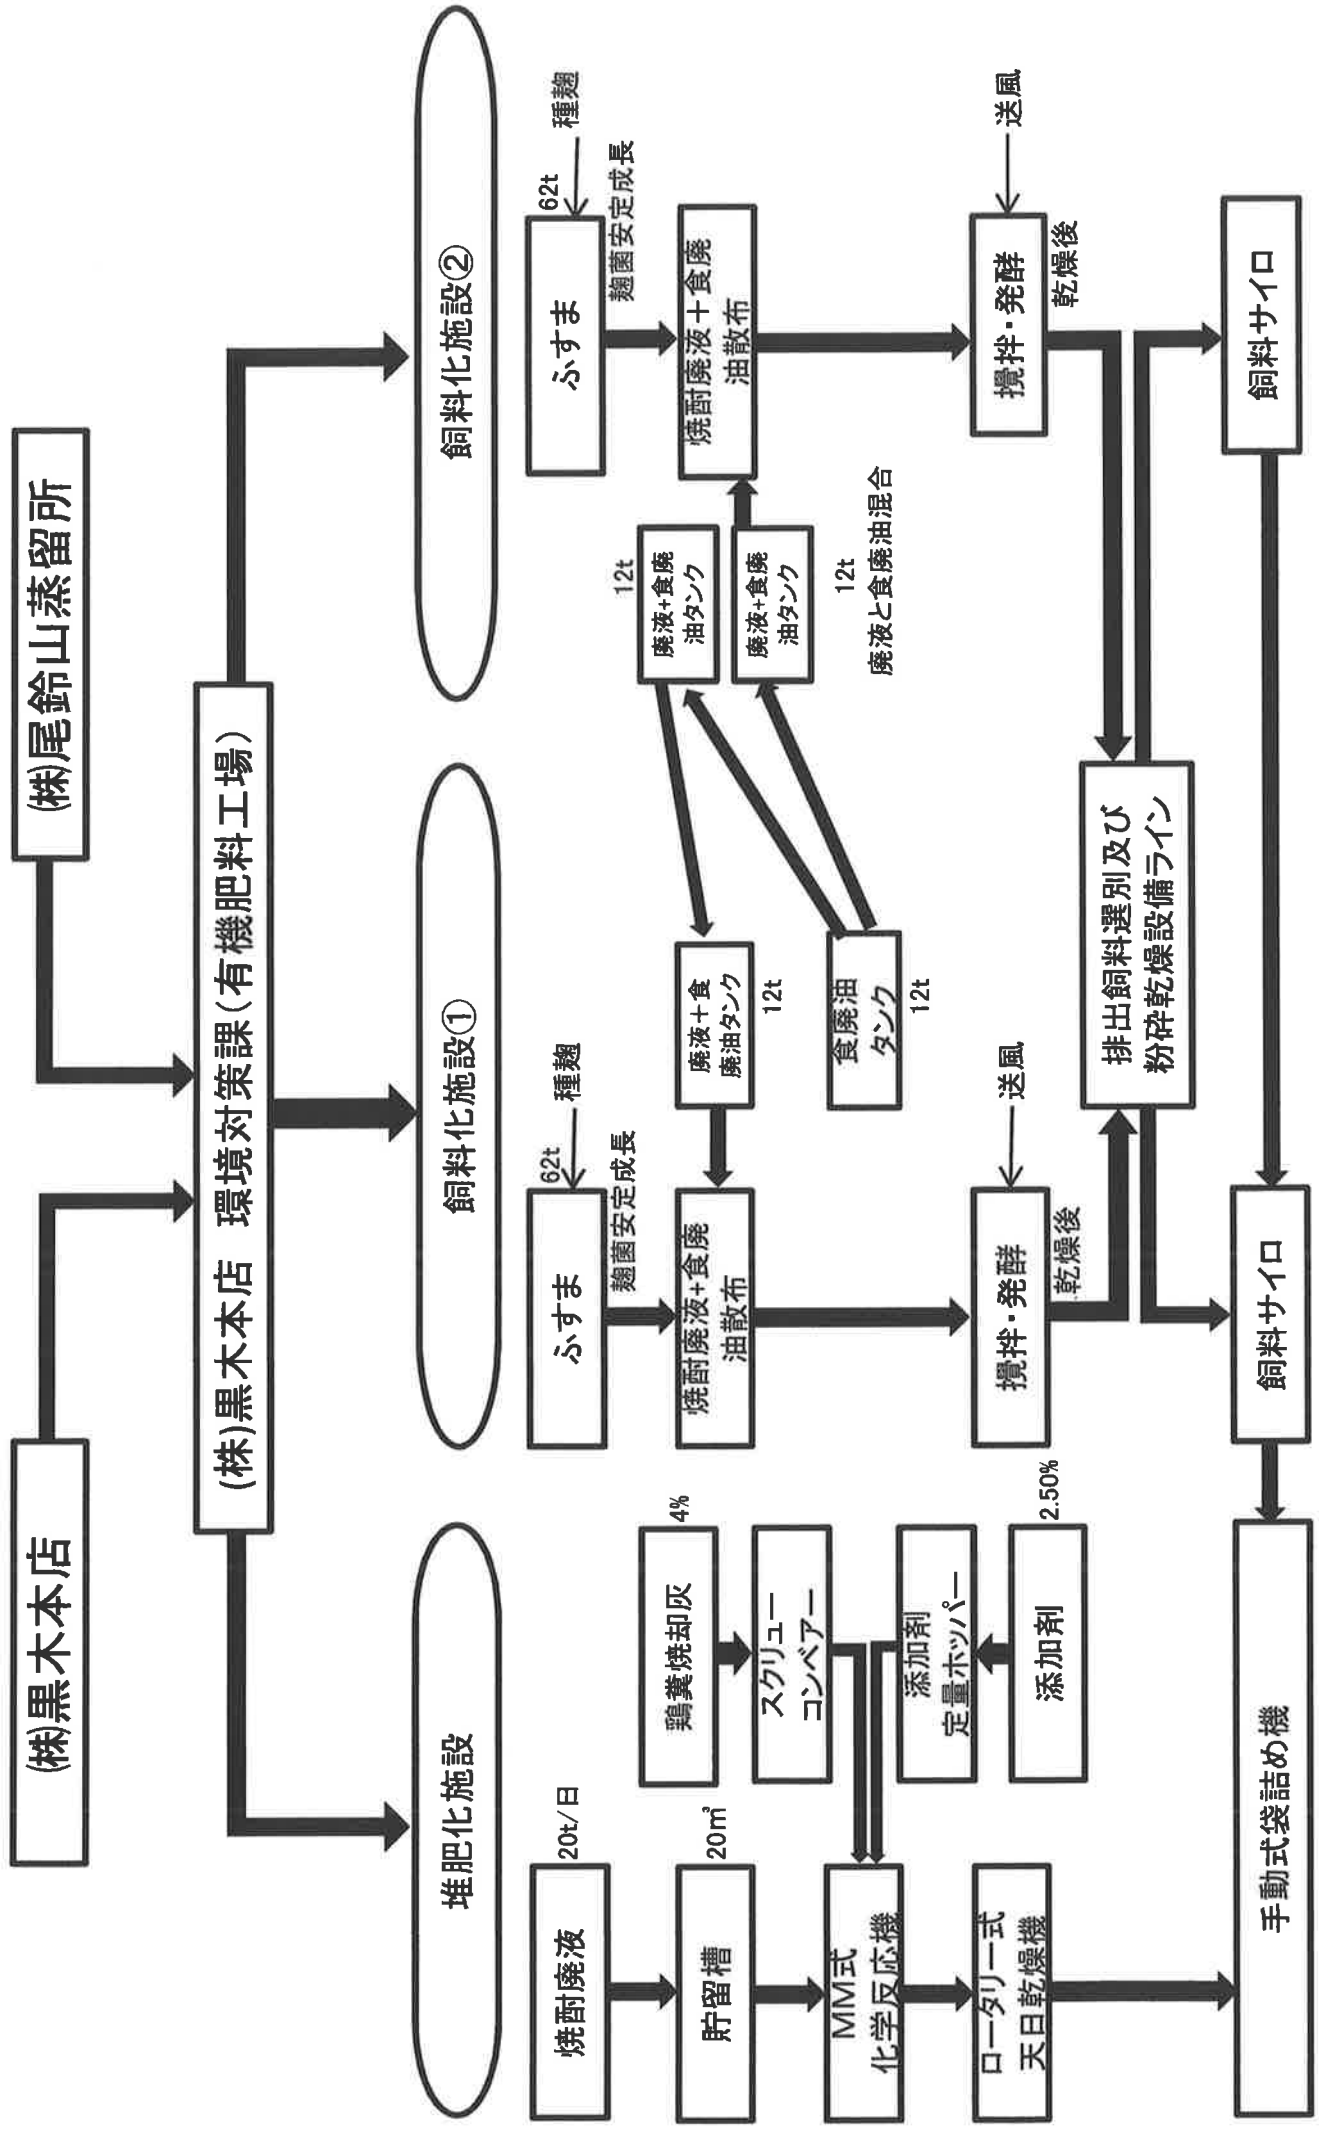 (株)黒木本店
(株)尾鈴山蒸留所
(株)黒木本店　環境対策課(有機肥料工場)
堆肥化施設
飼料化施設①
飼料化施設②
焼酎廃液
20t/日
貯留槽
20㎥
MM式
化学反応機
ロータリー式
天日乾燥機
鶏糞焼却灰
4%
スクリュー
コンベアー
添加剤
定量ホッパー
添加剤
2.50%
ふすま
62t
種麹
麹菌安定成長
焼酎廃液+食廃
油散布
廃液+食
廃油タンク
12t
食廃油
タンク
12t
攪拌・発酵
送風
乾燥後
ふすま
62t
種麹
麹菌安定成長
焼酎廃液+食廃
油散布
廃液+食廃
油タンク
12t
廃液+食廃
油タンク
12t
廃液と食廃油混合
攪拌・発酵
送風
乾燥後
排出飼料選別及び
粉砕乾燥設備ライン
手動式袋詰め機
飼料サイロ
飼料サイロ